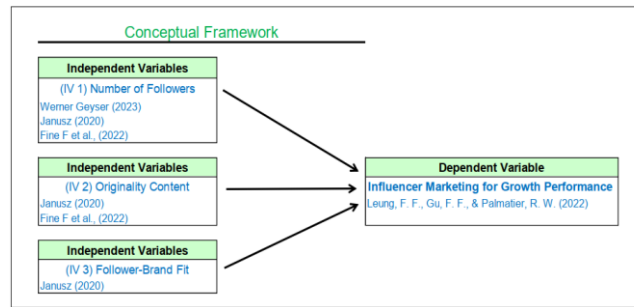 Conceptual Framework
Independent Variables
(IV 1) Number of Followers
Werner Geyser (2023)
Janusz (2020)
Fine F et al., (2022)
Independent Variables
(IV 2) Originality Content
Janusz (2020)
Fine F et al., (2022)
Independent Variables
(IV 3) Follower-Brand Fit
Janusz (2020)
Dependent Variable
Influencer Marketing for Growth Performance
Leung, F. F., Gu, F. F., & Palmatier, R. W. (2022)